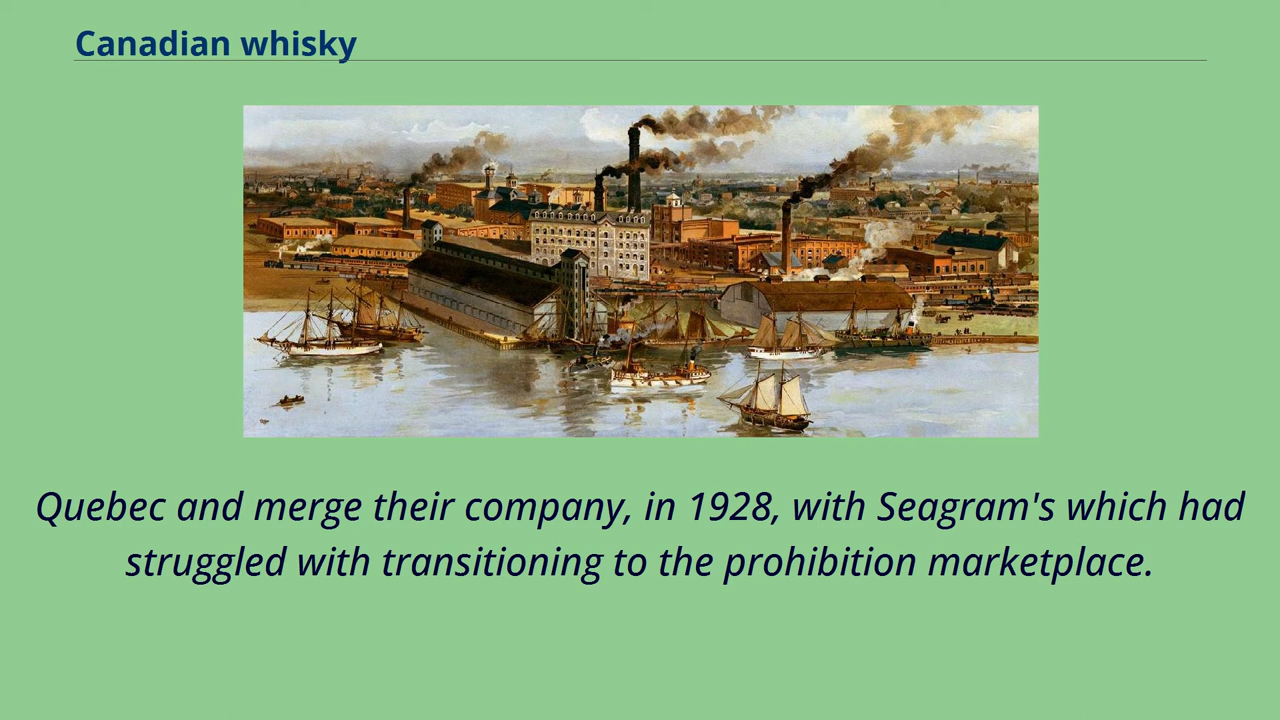 Canadian whisky
Quebec and merge their company, in 1928, with Seagram's which had
struggled with transitioning to the prohibition marketplace.